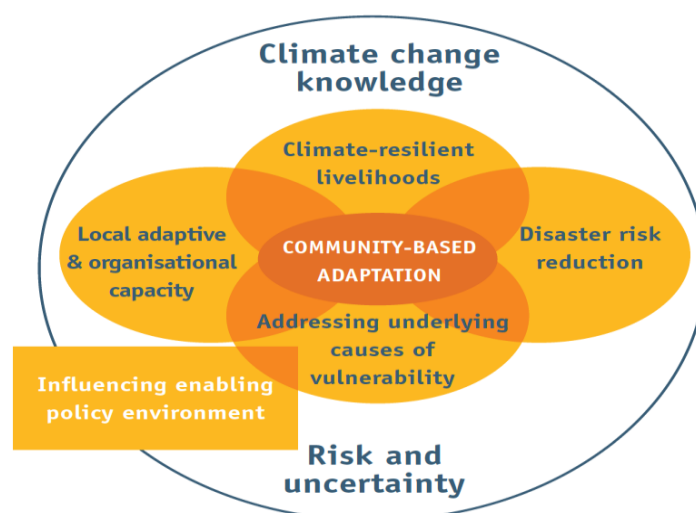 Climate change
knowledge
Climate-resilient
livelihoods
Local adaptive
& organisational
capacity
COMMUNITY-BASED
ADAPTATION
Disaster risk
reduction
Addressing underlying
causes of
vulnerability
Influencing enabling
policy environment
Risk and
uncertainty